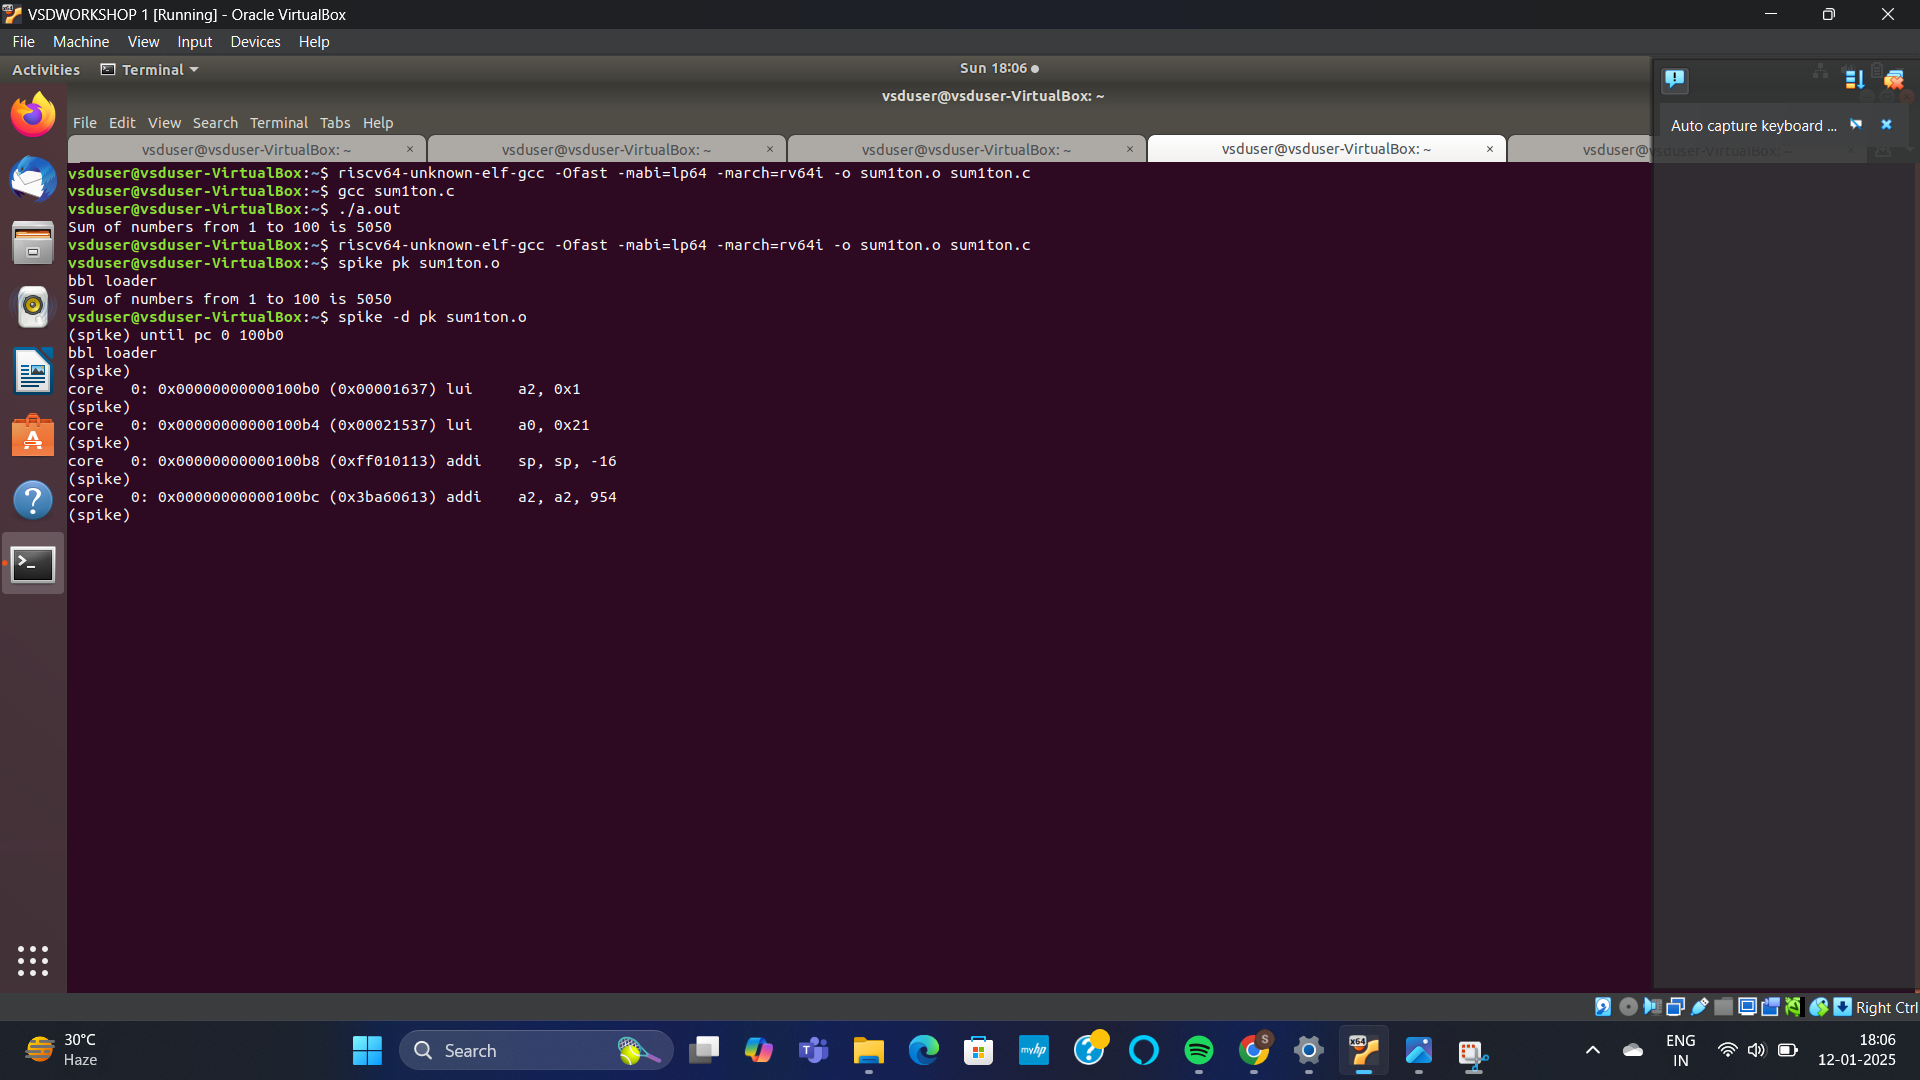 VSDWORKSHOP 1 [Running] - Oracle VirtualBox
File Machine View Input Devices Help
Activities Terminal Sun 18:06
vsduser@vsduser-VirtualBox: ~
Auto capture keyboard ...
File Edit View Search Terminal Tabs Help
vsduser@vsduser-VirtualBox: ~ × vsduser@vsduser-VirtualBox: ~ × vsduser@vsduser-VirtualBox: ~ × vsduser@vsduser-VirtualBox: ~ × vsduser@vsduser-VirtualBox: ~
vsduser@vsduser-VirtualBox:~$ riscv64-unknown-elf-gcc -Ofast -mabi=lp64 -march=rv64i -o sum1ton.o sum1ton.c
vsduser@vsduser-VirtualBox:~$ gcc sum1ton.c
vsduser@vsduser-VirtualBox:~$ ./a.out
Sum of numbers from 1 to 100 is 5050
vsduser@vsduser-VirtualBox:~$ riscv64-unknown-elf-gcc -Ofast -mabi=lp64 -march=rv64i -o sum1ton.o sum1ton.c
vsduser@vsduser-VirtualBox:~$ spike pk sum1ton.o
bbl loader
Sum of numbers from 1 to 100 is 5050
vsduser@vsduser-VirtualBox:~$ spike -d pk sum1ton.o
(spike) until pc 0 100b0
bbl loader
(spike)
core 0: 0x00000000000100b0 (0x00001637) lui a2, 0x1
(spike)
core 0: 0x00000000000100b4 (0x00021537) lui a0, 0x21
(spike)
core 0: 0x00000000000100b8 (0xff010113) addi sp, sp, -16
(spike)
core 0: 0x00000000000100bc (0x3ba60613) addi a2, a2, 954
(spike)
Right Ctrl
30°C
Haze
Search
myhp
ENG
IN
18:06
12-01-2025